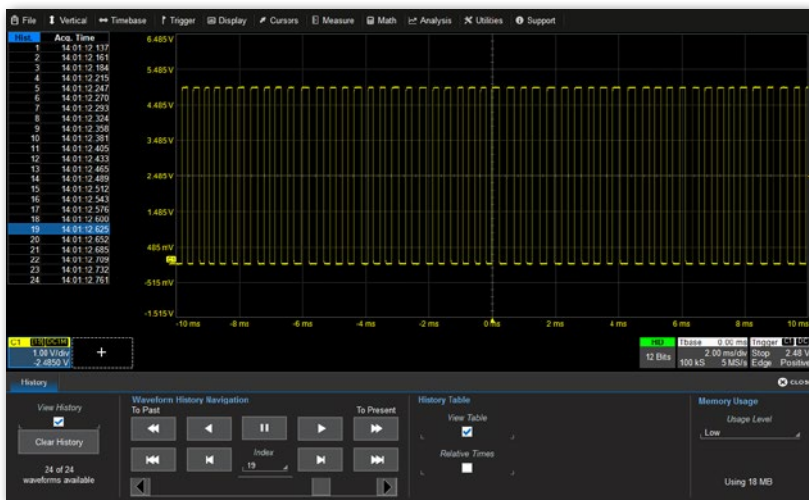 File Vertical Timebase Trigger Display Cursors Measure Math Analysis Utilities Support
Hist. Acq. Time
1 14:01:12.137
2 14:01:12.161
3 14:01:12.184
4 14:01:12.215
5 14:01:12.247
6 14:01:12.270
7 14:01:12.293
8 14:01:12.324
9 14:01:12.358
10 14:01:12.381
11 14:01:12.405
12 14:01:12.433
13 14:01:12.465
14 14:01:12.489
15 14:01:12.512
16 14:01:12.543
17 14:01:12.576
18 14:01:12.600
19 14:01:12.625
20 14:01:12.652
21 14:01:12.685
22 14:01:12.709
23 14:01:12.732
24 14:01:12.761
6.485 V
5.485 V
4.485 V
3.485 V
2.485 V
1.485 V
485 mV
C1
-515 mV
-1.515 V
-10 ms -8 ms -6 ms -4 ms -2 ms 0 ms 2 ms 4 ms 6 ms 8 ms 10 ms
C1 DC1M
1.00 V/div
-2.4850 V
+
HD
12 Bits
Tbase 0.00 ms
2.00 ms/div
100 kS 5 MS/s
Trigger C1 DC
Stop 2.48 V
Edge Positive
History
CLOS
View History
Clear History
24 of 24
waveforms available
Waveform History Navigation
To Past To Present
Index
19
History Table
View Table
Relative Times
Memory Usage
Usage Level
Low
Using 18 MB